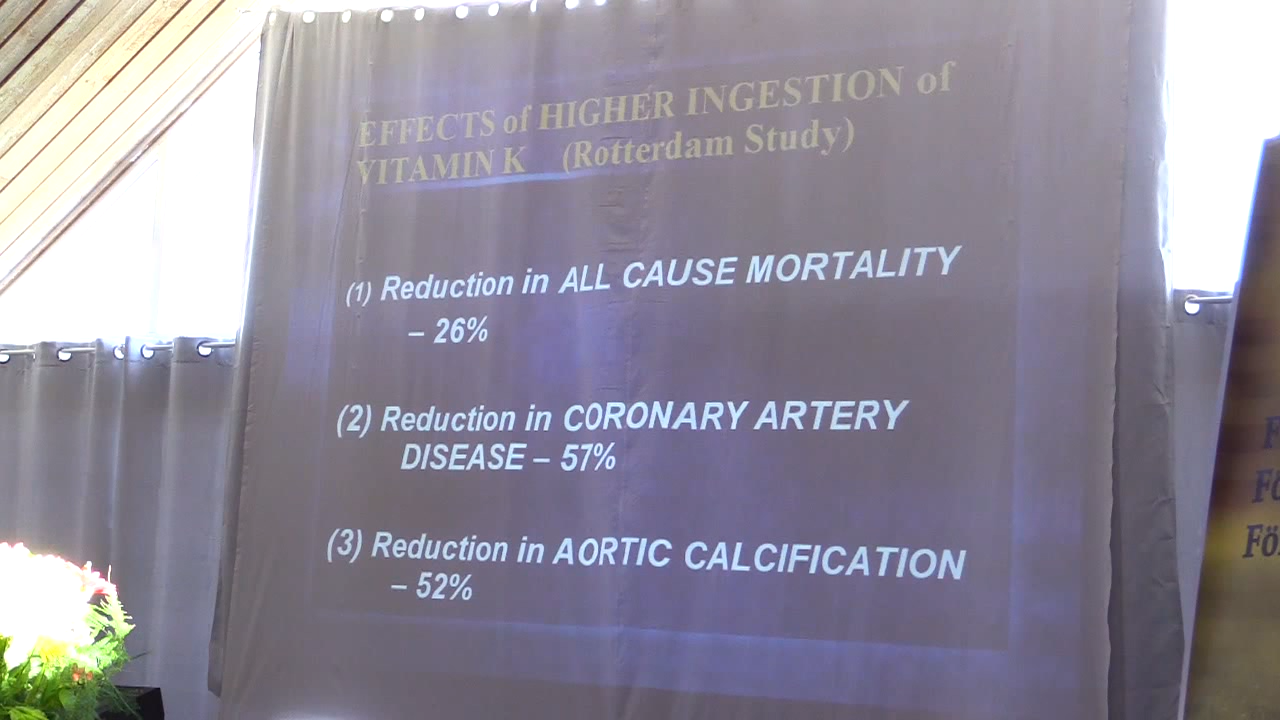 EFFECTS of HIGHER INGESTION of
VITAMIN K (Rotterdam Study)
(1) Reduction in ALL CAUSE MORTALITY
– 26%
(2) Reduction in CORONARY ARTERY
DISEASE – 57%
(3) Reduction in AORTIC CALCIFICATION
– 52%